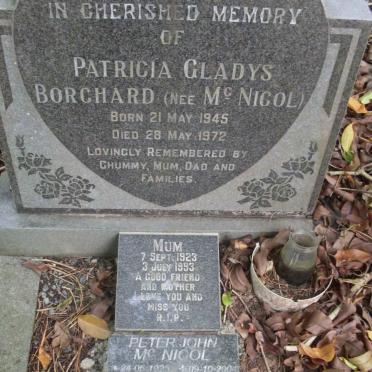 IN CHERISHED MEMORY
OF
PATRICIA GLADYS
BORCHARD (NEE McNICOL)
BORN 21 MAY 1945
DIED 28 MAY 1972
LOVINGLY REMEMBERED BY
CHUMMY, MUM, DAD AND
FAMILIES.
MUM
7 SEPT. 1923
3 JULY 1993
A GOOD FRIEND
AND MOTHER
I LOVE YOU AND
MISS YOU
R.I.P.
PETER JOHN
McNICOL